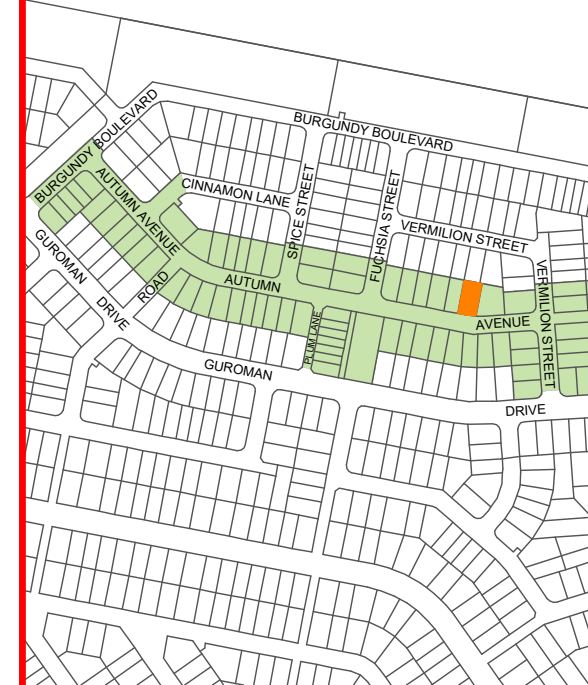 BURGUNDY BOULEVARD
BURGUNDY BOULEVARD
AUTUMN AVENUE
CINNAMON LANE
SPICE STREET
FUCHSIA STREET
VERMILION STREET
GUROMAN
DRIVE
ROAD
AUTUMN
AVENUE
VERMILION STREET
PLUM LANE
GUROMAN
DRIVE